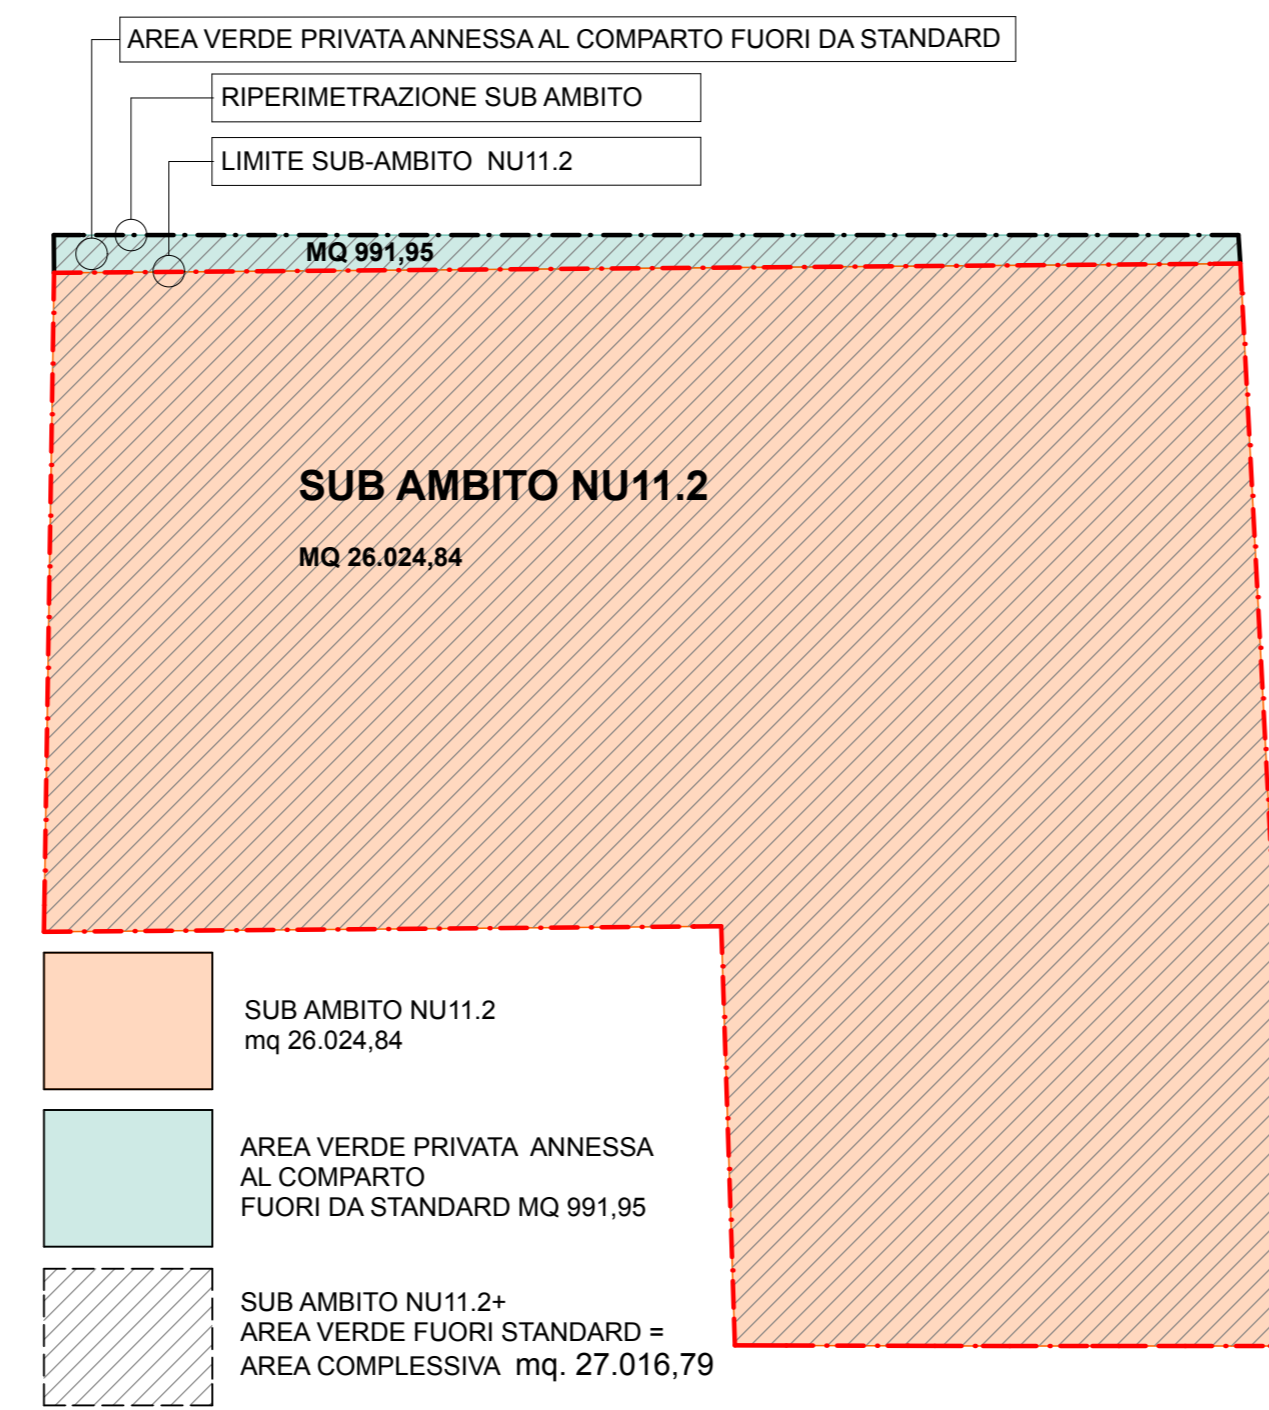 AREA VERDE PRIVATA ANNESSA AL COMPARTO FUORI DA STANDARD
RIPERIMETRAZIONE SUB AMBITO
LIMITE SUB-AMBITO NU11.2
MQ 991,95
SUB AMBITO NU11.2
MQ 26.024,84
SUB AMBITO NU11.2
mq 26.024,84
AREA VERDE PRIVATA ANNESSA
AL COMPARTO
FUORI DA STANDARD MQ 991,95
SUB AMBITO NU11.2+
AREA VERDE FUORI STANDARD =
AREA COMPLESSIVA mq. 27.016,79